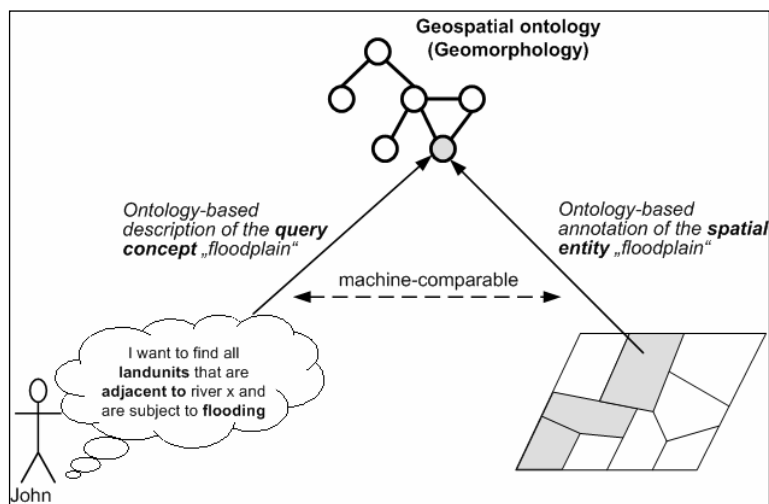 Geospatial ontology
(Geomorphology)
Ontology-based
description of the query
concept „floodplain“
Ontology-based
annotation of the spatial
entity „floodplain“
machine-comparable
I want to find all
landunits that are
adjacent to river x and
are subject to flooding
John